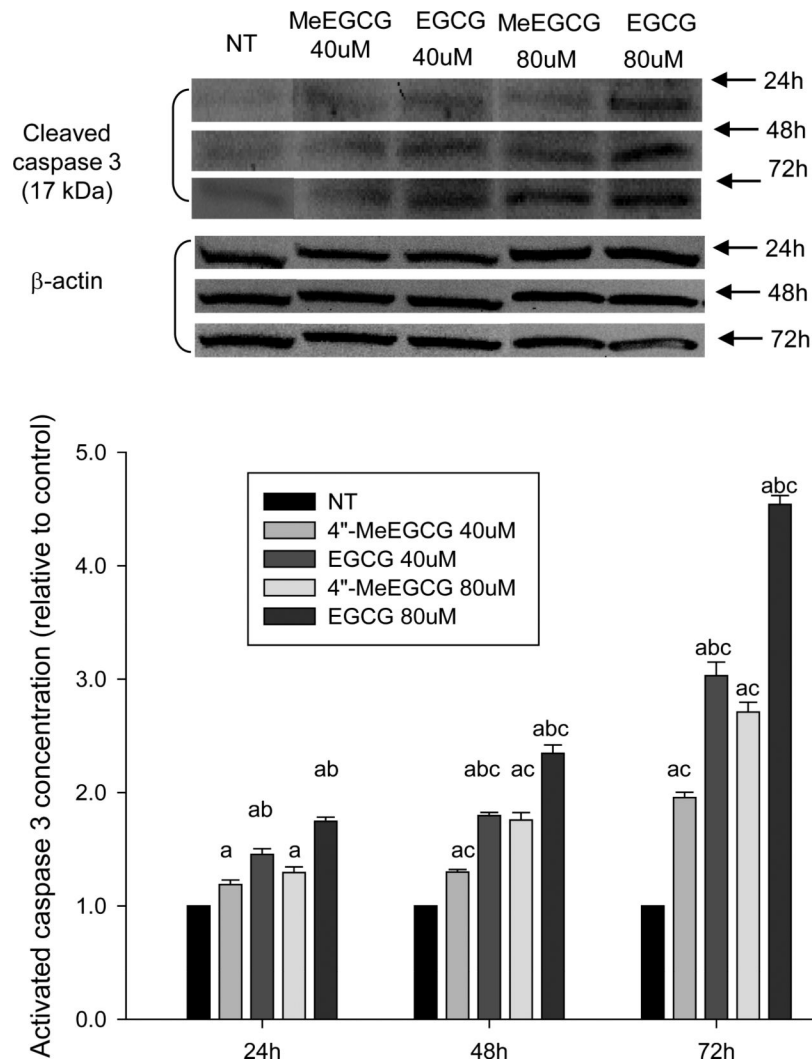 NT
MeEGCG
40uM
EGCG
40uM
MeEGCG
80uM
EGCG
80uM
Cleaved
caspase 3
(17 kDa)
24h
48h
72h
β-actin
24h
48h
72h
Activated caspase 3 concentration (relative to control)
5.0
4.0
3.0
2.0
1.0
0.0
NT
4"-MeEGCG 40uM
EGCG 40uM
4"-MeEGCG 80uM
EGCG 80uM
a
ab
a
ab
ac
abc
ac
abc
ac
abc
ac
abc
24h
48h
72h